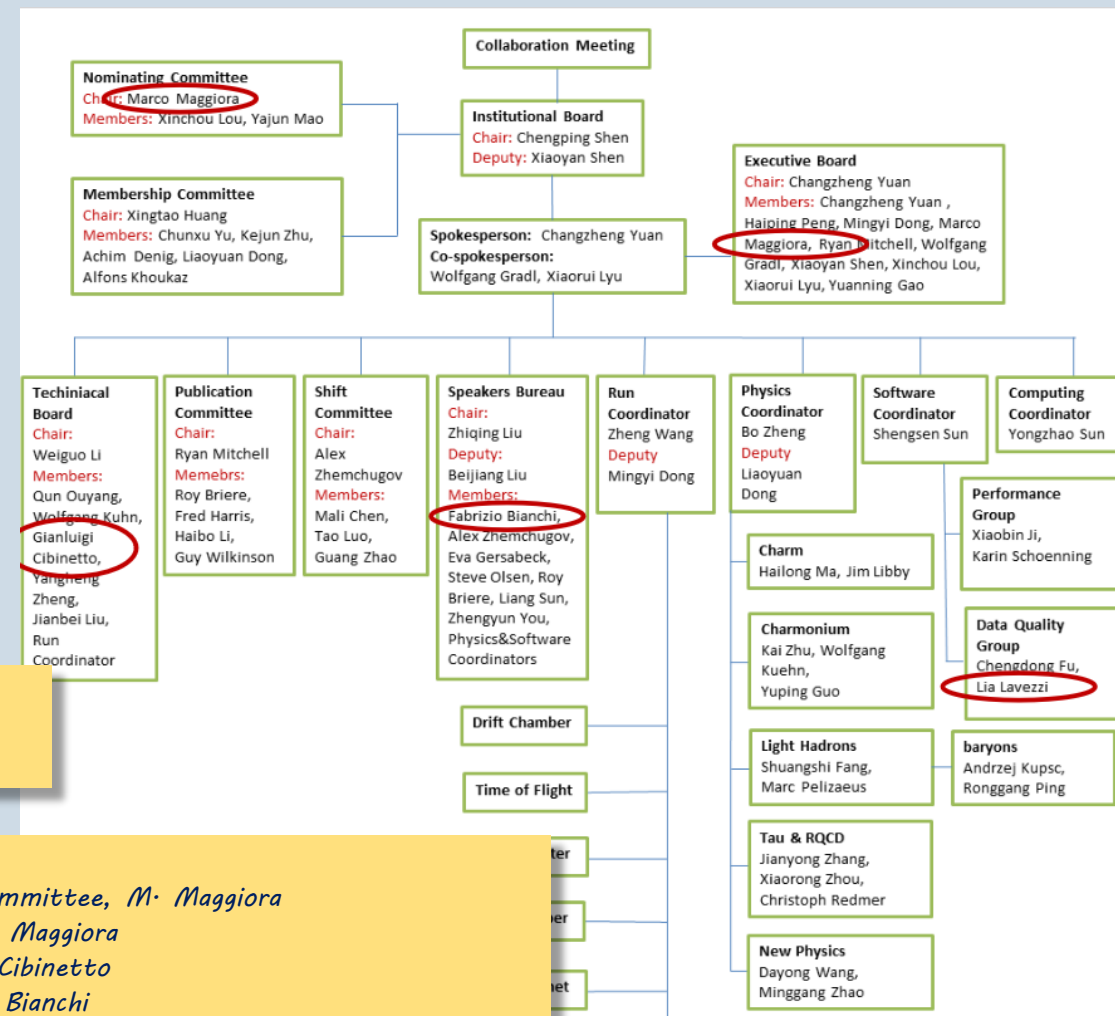 Collaboration Meeting
Nominating Committee
Chair: Marco Maggiora
Members: Xinchou Lou, Yajun Mao
Institutional Board
Chair: Chengping Shen
Deputy: Xiaoyan Shen
Membership Committee
Chair: Xingtao Huang
Members: Chunxu Yu, Kejun Zhu,
Achim Denig, Liaoyuan Dong,
Alfons Khoukaz
Executive Board
Chair: Changzheng Yuan
Members: Changzheng Yuan ,
Haiping Peng, Mingyi Dong, Marco
Maggiora, Ryan Mitchell, Wolfgang
Gradl, Xiaoyan Shen, Xinchou Lou,
Xiaorui Lyu, Yuanning Gao
Spokesperson: Changzheng Yuan
Co-spokesperson:
Wolfgang Gradl, Xiaorui Lyu
Techiniacal
Board
Chair:
Weiguo Li
Members:
Qun Ouyang,
Wolfgang Kuhn,
Gianluigi
Cibinetto,
Yangheng
Zheng,
Jianbei Liu,
Run
Coordinator
Publication
Committee
Chair:
Ryan Mitchell
Memebrs:
Roy Briere,
Fred Harris,
Haibo Li,
Guy Wilkinson
Shift
Committee
Chair:
Alex
Zhemchugov
Members:
Mali Chen,
Tao Luo,
Guang Zhao
Speakers Bureau
Chair:
Zhiqing Liu
Deputy:
Beijiang Liu
Members:
Fabrizio Bianchi,
Alex Zhemchugov,
Eva Gersabeck,
Steve Olsen, Roy
Briere, Liang Sun,
Zhengyun You,
Physics&Software
Coordinators
Run
Coordinator
Zheng Wang
Deputy
Mingyi Dong
Physics
Coordinator
Bo Zheng
Deputy
Liaoyuan
Dong
Software
Coordinator
Shengsen Sun
Computing
Coordinator
Yongzhao Sun
Performance
Group
Xiaobin Ji,
Karin Schoenning
Charm
Hailong Ma, Jim Libby
Charmonium
Kai Zhu, Wolfgang
Kuehn,
Yuping Guo
Data Quality
Group
Chengdong Fu,
Lia Lavezzi
Drift Chamber
Light Hadrons
Shuangshi Fang,
Marc Pelizaeus
baryons
Andrzej Kupsc,
Ronggang Ping
Time of Flight
Tau & RQCD
Jianyong Zhang,
Xiaorong Zhou,
Christoph Redmer
New Physics
Dayong Wang,
Minggang Zhao
ter
per
net
mmittee, M. Maggiora
Maggiora
Cibinetto
Bianchi